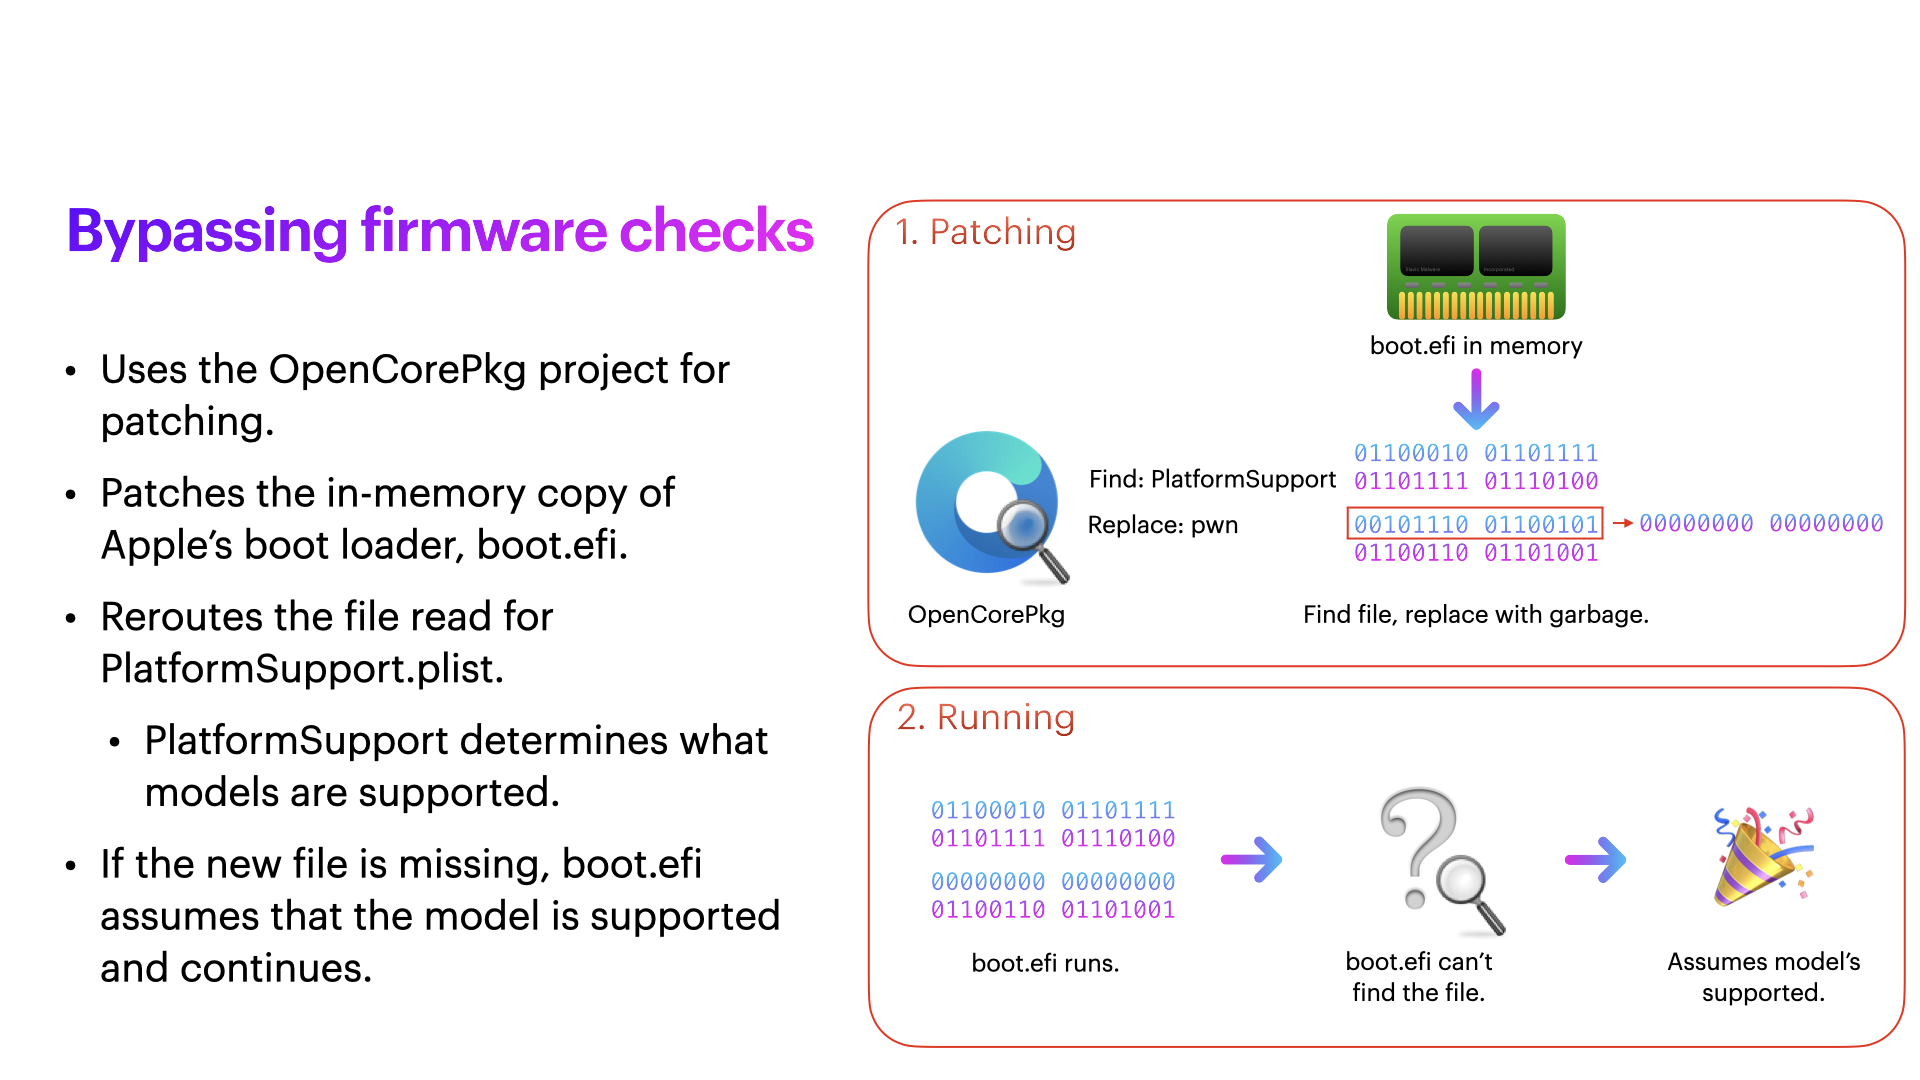 Bypassing firmware checks
• Uses the OpenCorePkg project for
patching.
• Patches the in-memory copy of
Apple’s boot loader, boot.efi.
• Reroutes the file read for
PlatformSupport.plist.
• PlatformSupport determines what
models are supported.
• If the new file is missing, boot.efi
assumes that the model is supported
and continues.
1. Patching
Incorporated
boot.efi in memory
Find: PlatformSupport
Replace: pwn
01100010 01101111
01101111 01110100
00101110 01100101
00000000 00000000
01100110 01101001
OpenCorePkg
Find file, replace with garbage.
2. Running
01100010 01101111
01101111 01110100
00000000 00000000
01100110 01101001
boot.efi runs.
boot.efi can’t
find the file.
Assumes model’s
supported.